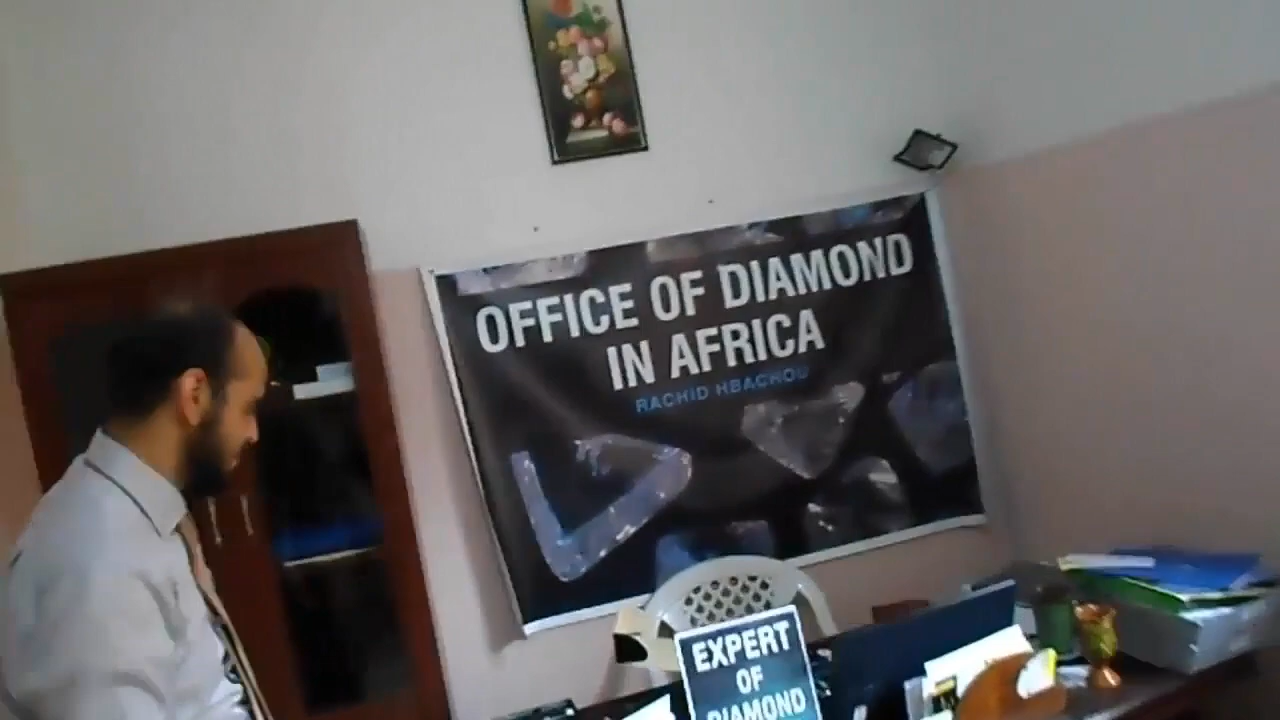 OFFICE OF DIAMOND
IN AFRICA
RACHID HBACHOU
EXPERT
OF
DIAMOND